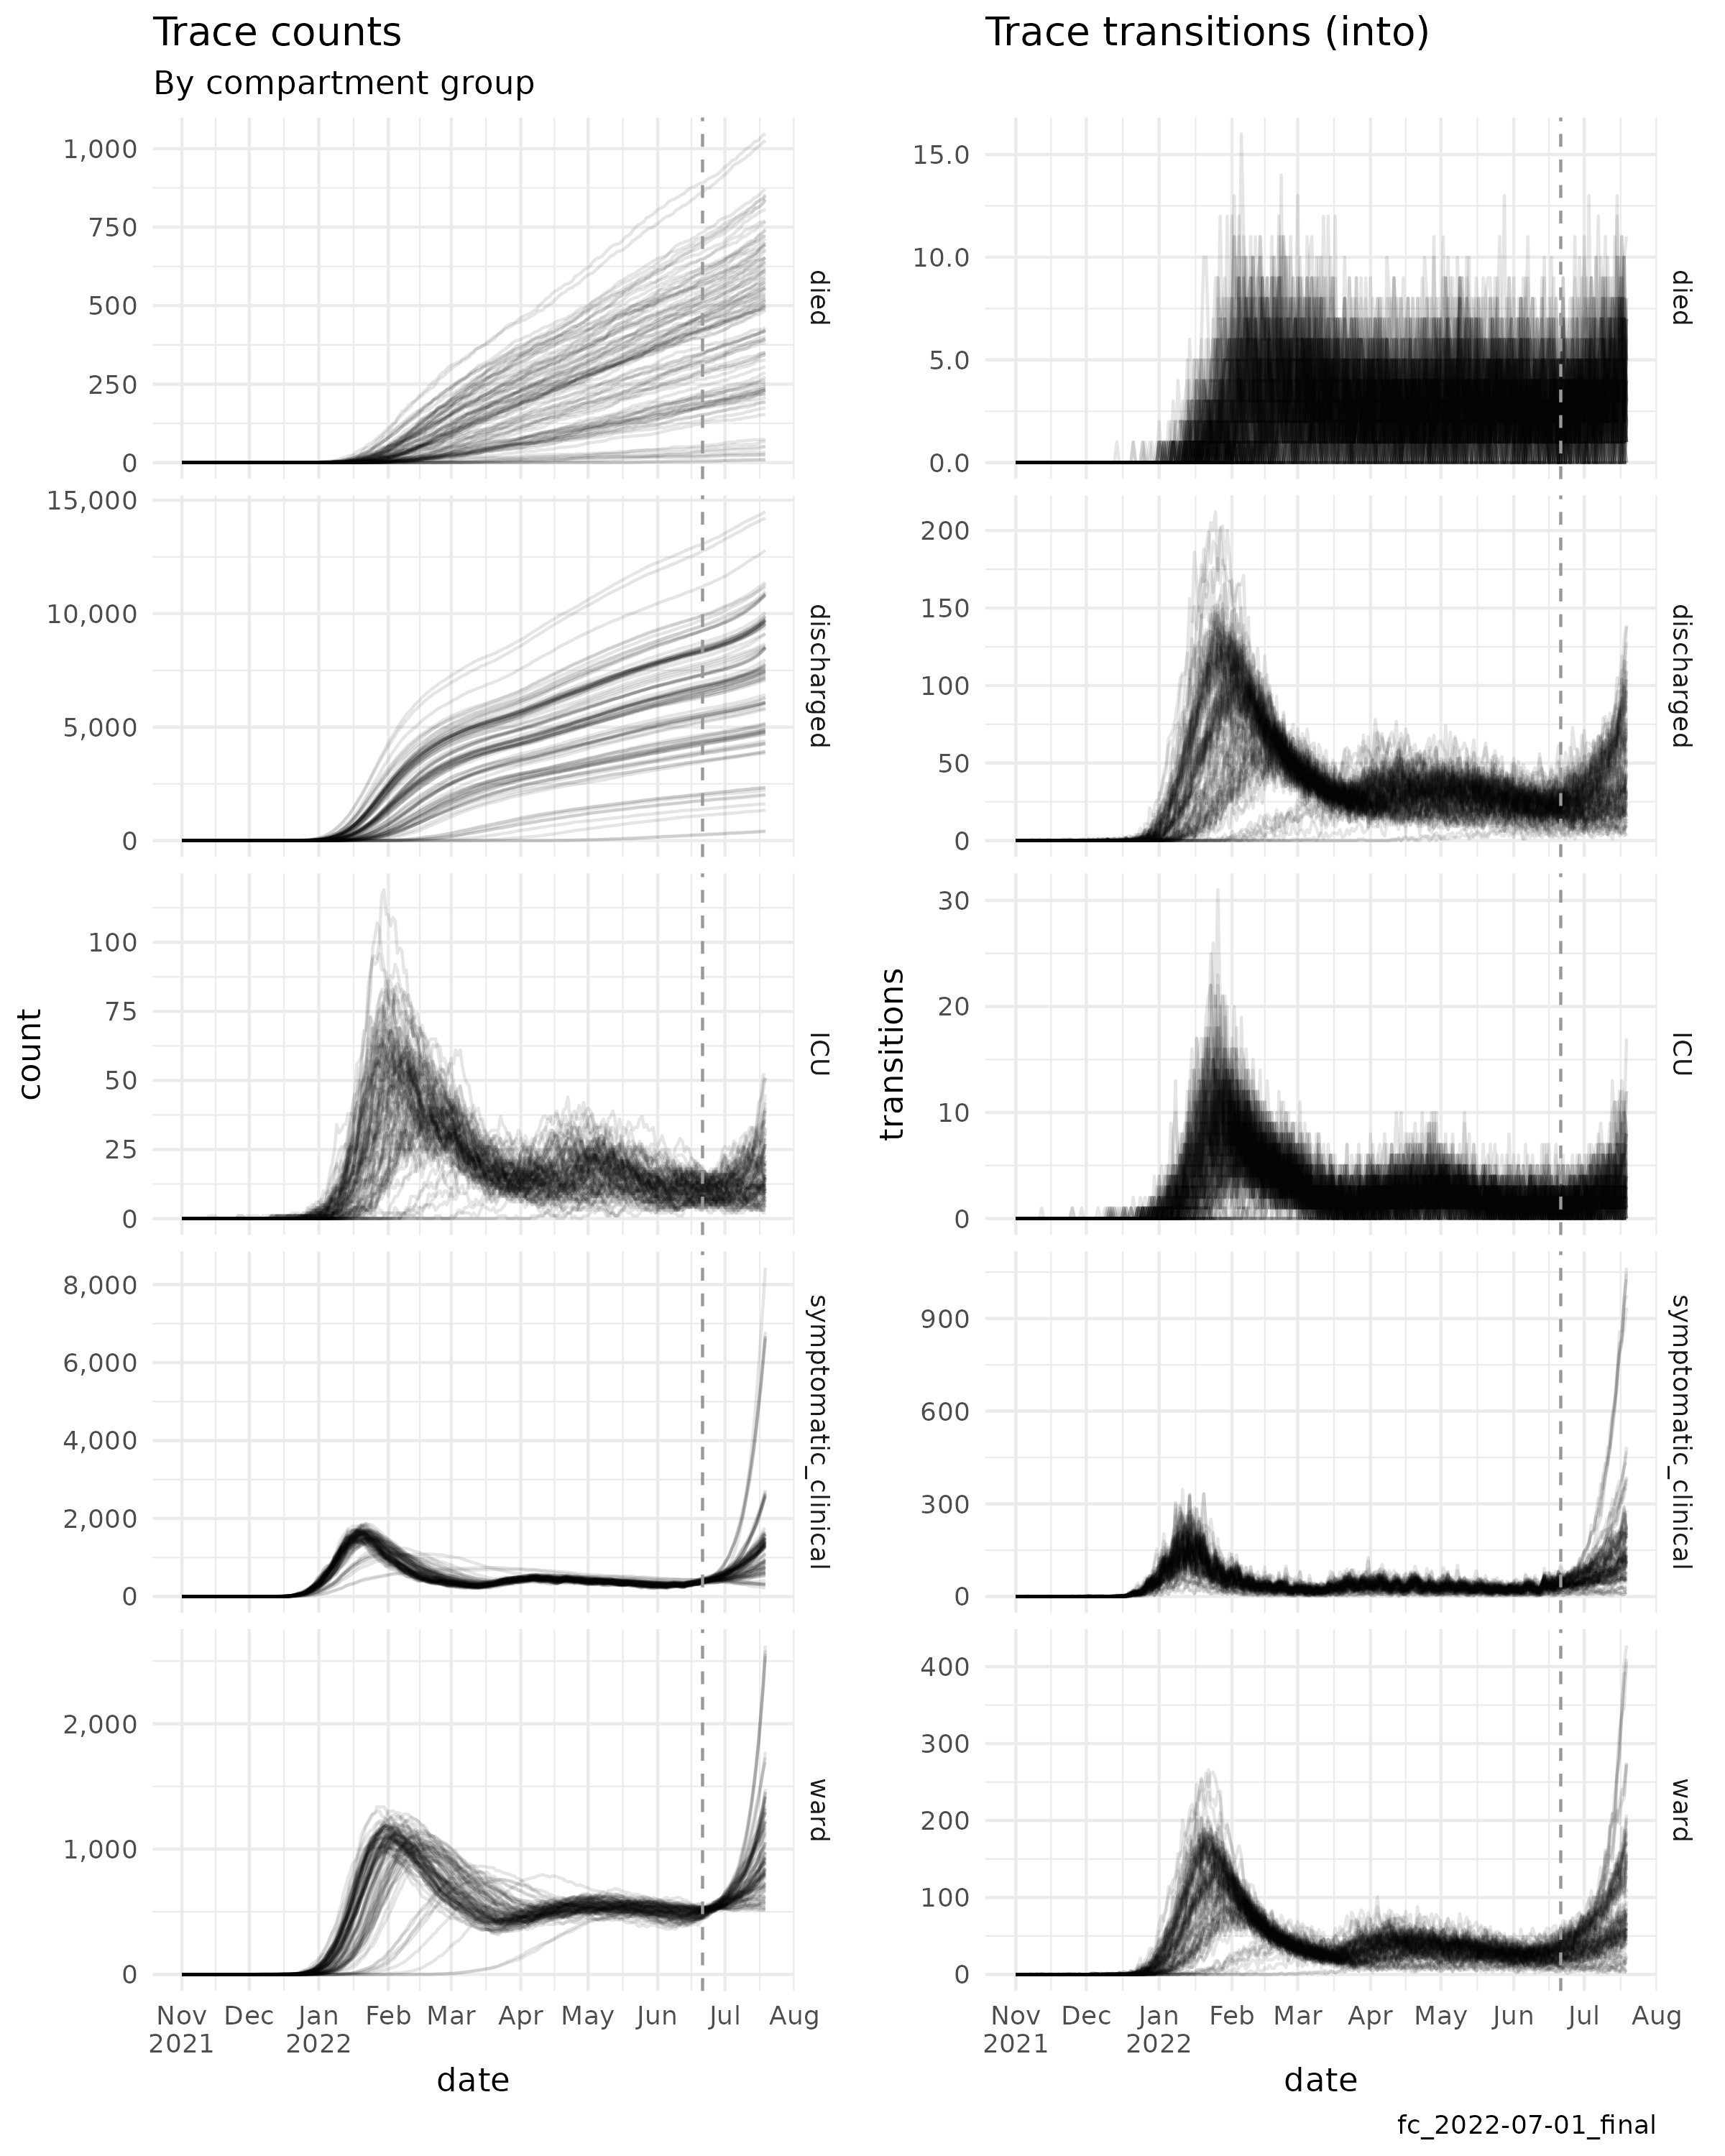 Trace counts
By compartment group
count
1,000
750
500
250
0
died
15,000
10,000
5,000
0
discharged
100
75
50
25
0
ICU
8,000
6,000
4,000
2,000
0
symptomatic_clinical
2,000
1,000
0
ward
Nov Dec Jan Feb Mar Apr May Jun Jul Aug
2021 2022
date
Trace transitions (into)
transitions
15.0
10.0
5.0
0.0
died
200
150
100
50
0
discharged
30
20
10
0
ICU
900
600
300
0
symptomatic_clinical
400
300
200
100
0
ward
Nov Dec Jan Feb Mar Apr May Jun Jul Aug
2021 2022
date
fc_2022-07-01_final